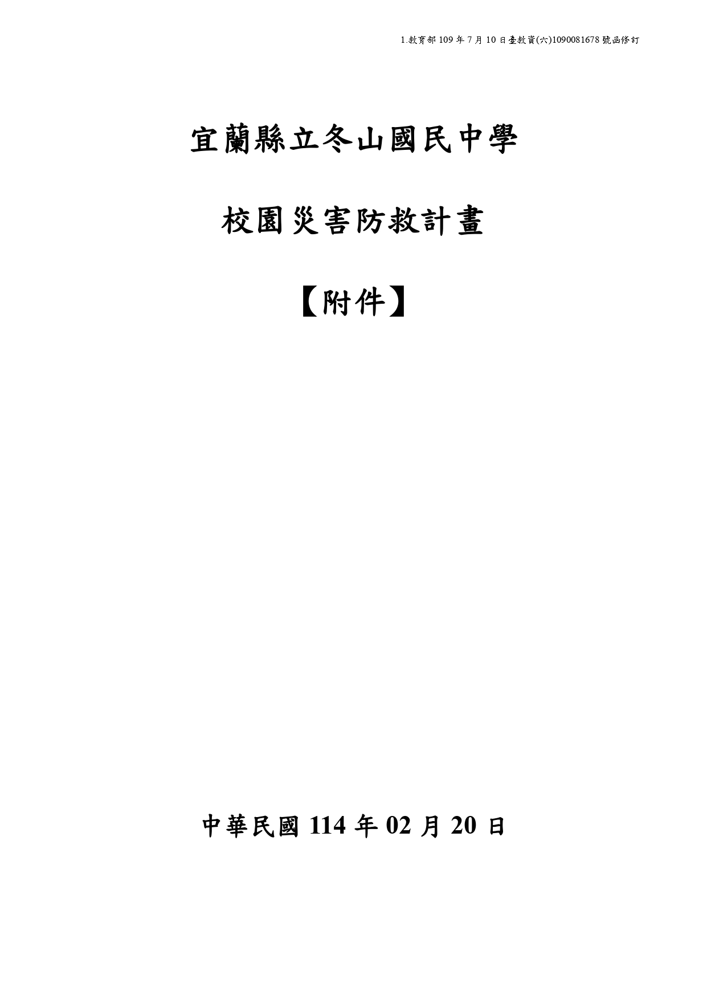 1.教育部 109 年 7 月 10 日臺教資(六)1090081678 號函修訂
宜蘭縣立冬山國民中學
校園災害防救計畫
【附件】
中華民國 114 年 02 月 20 日